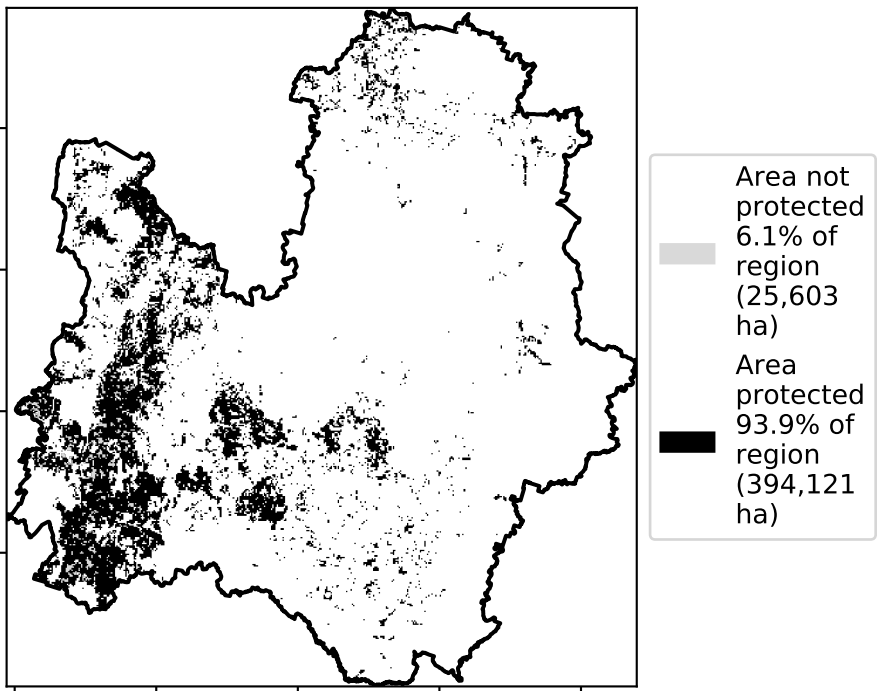 Area not
protected
6.1% of
region
(25,603
ha)
Area
protected
93.9% of
region
(394,121
ha)